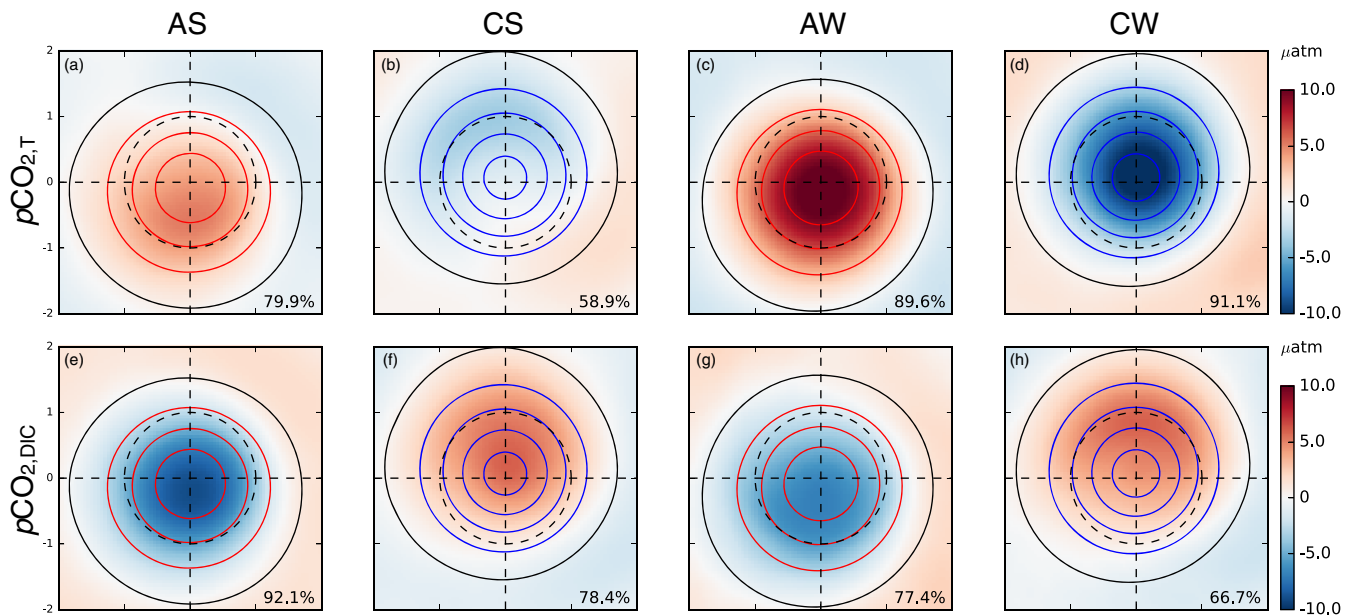 AS CS AW CW
pCO2,T
(a) (b) (c) (d)
2
1
0
-1
-2
79.9% 58.9% 89.6% 91.1%
μatm
10.0
5.0
0
-5.0
-10.0
pCO2,DIC
(e) (f) (g) (h)
2
1
0
-1
-2
92.1% 78.4% 77.4% 66.7%
μatm
10.0
5.0
0
-5.0
-10.0